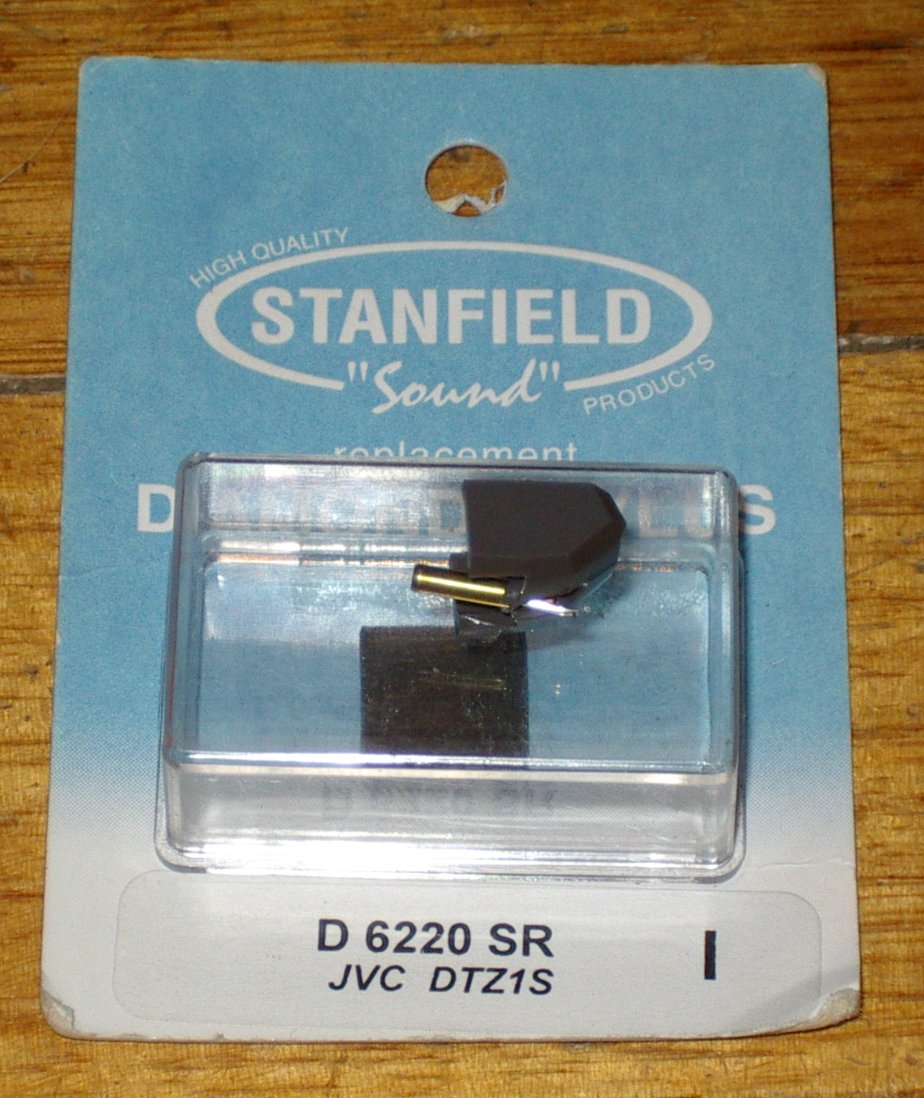 HIGH QUALITY
STANFIELD
"Sound"
PRODUCTS
replacement
D 6220 SR
JVC DTZ1S
I